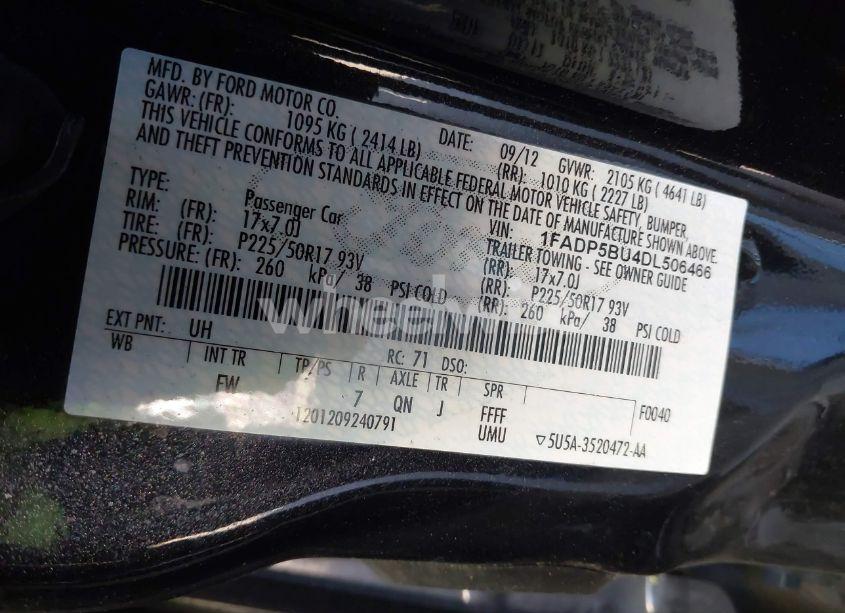 MFD. BY FORD MOTOR CO.
DATE: 09/12 GVWR: 2105 KG ( 4641 LB)
GAWR: (FR): 1095 KG ( 2414 LB) (RR): 1010 KG ( 2227 LB)
THIS VEHICLE CONFORMS TO ALL APPLICABLE FEDERAL MOTOR VEHICLE SAFETY, BUMPER,
AND THEFT PREVENTION STANDARDS IN EFFECT ON THE DATE OF MANUFACTURE SHOWN ABOVE.
VIN: 1FADP5BU4DL506466
TYPE: Passenger Car TRAILER TOWING - SEE OWNER GUIDE
RIM: (FR): 17x7.0J (RR): 17x7.0J
TIRE: (FR): P225/50R17 93V (RR): P225/50R17 93V
PRESSURE: (FR): 260 kPa/ 38 PSI COLD (RR): 260 kPa/ 38 PSI COLD
EXT PNT: UH RC: 71 DSO:
WB INT TR TP/PS R AXLE TR SPR F0040
FW 7 QN J FFFF
1201209240791 UMU ▽5U5A-3520472-AA